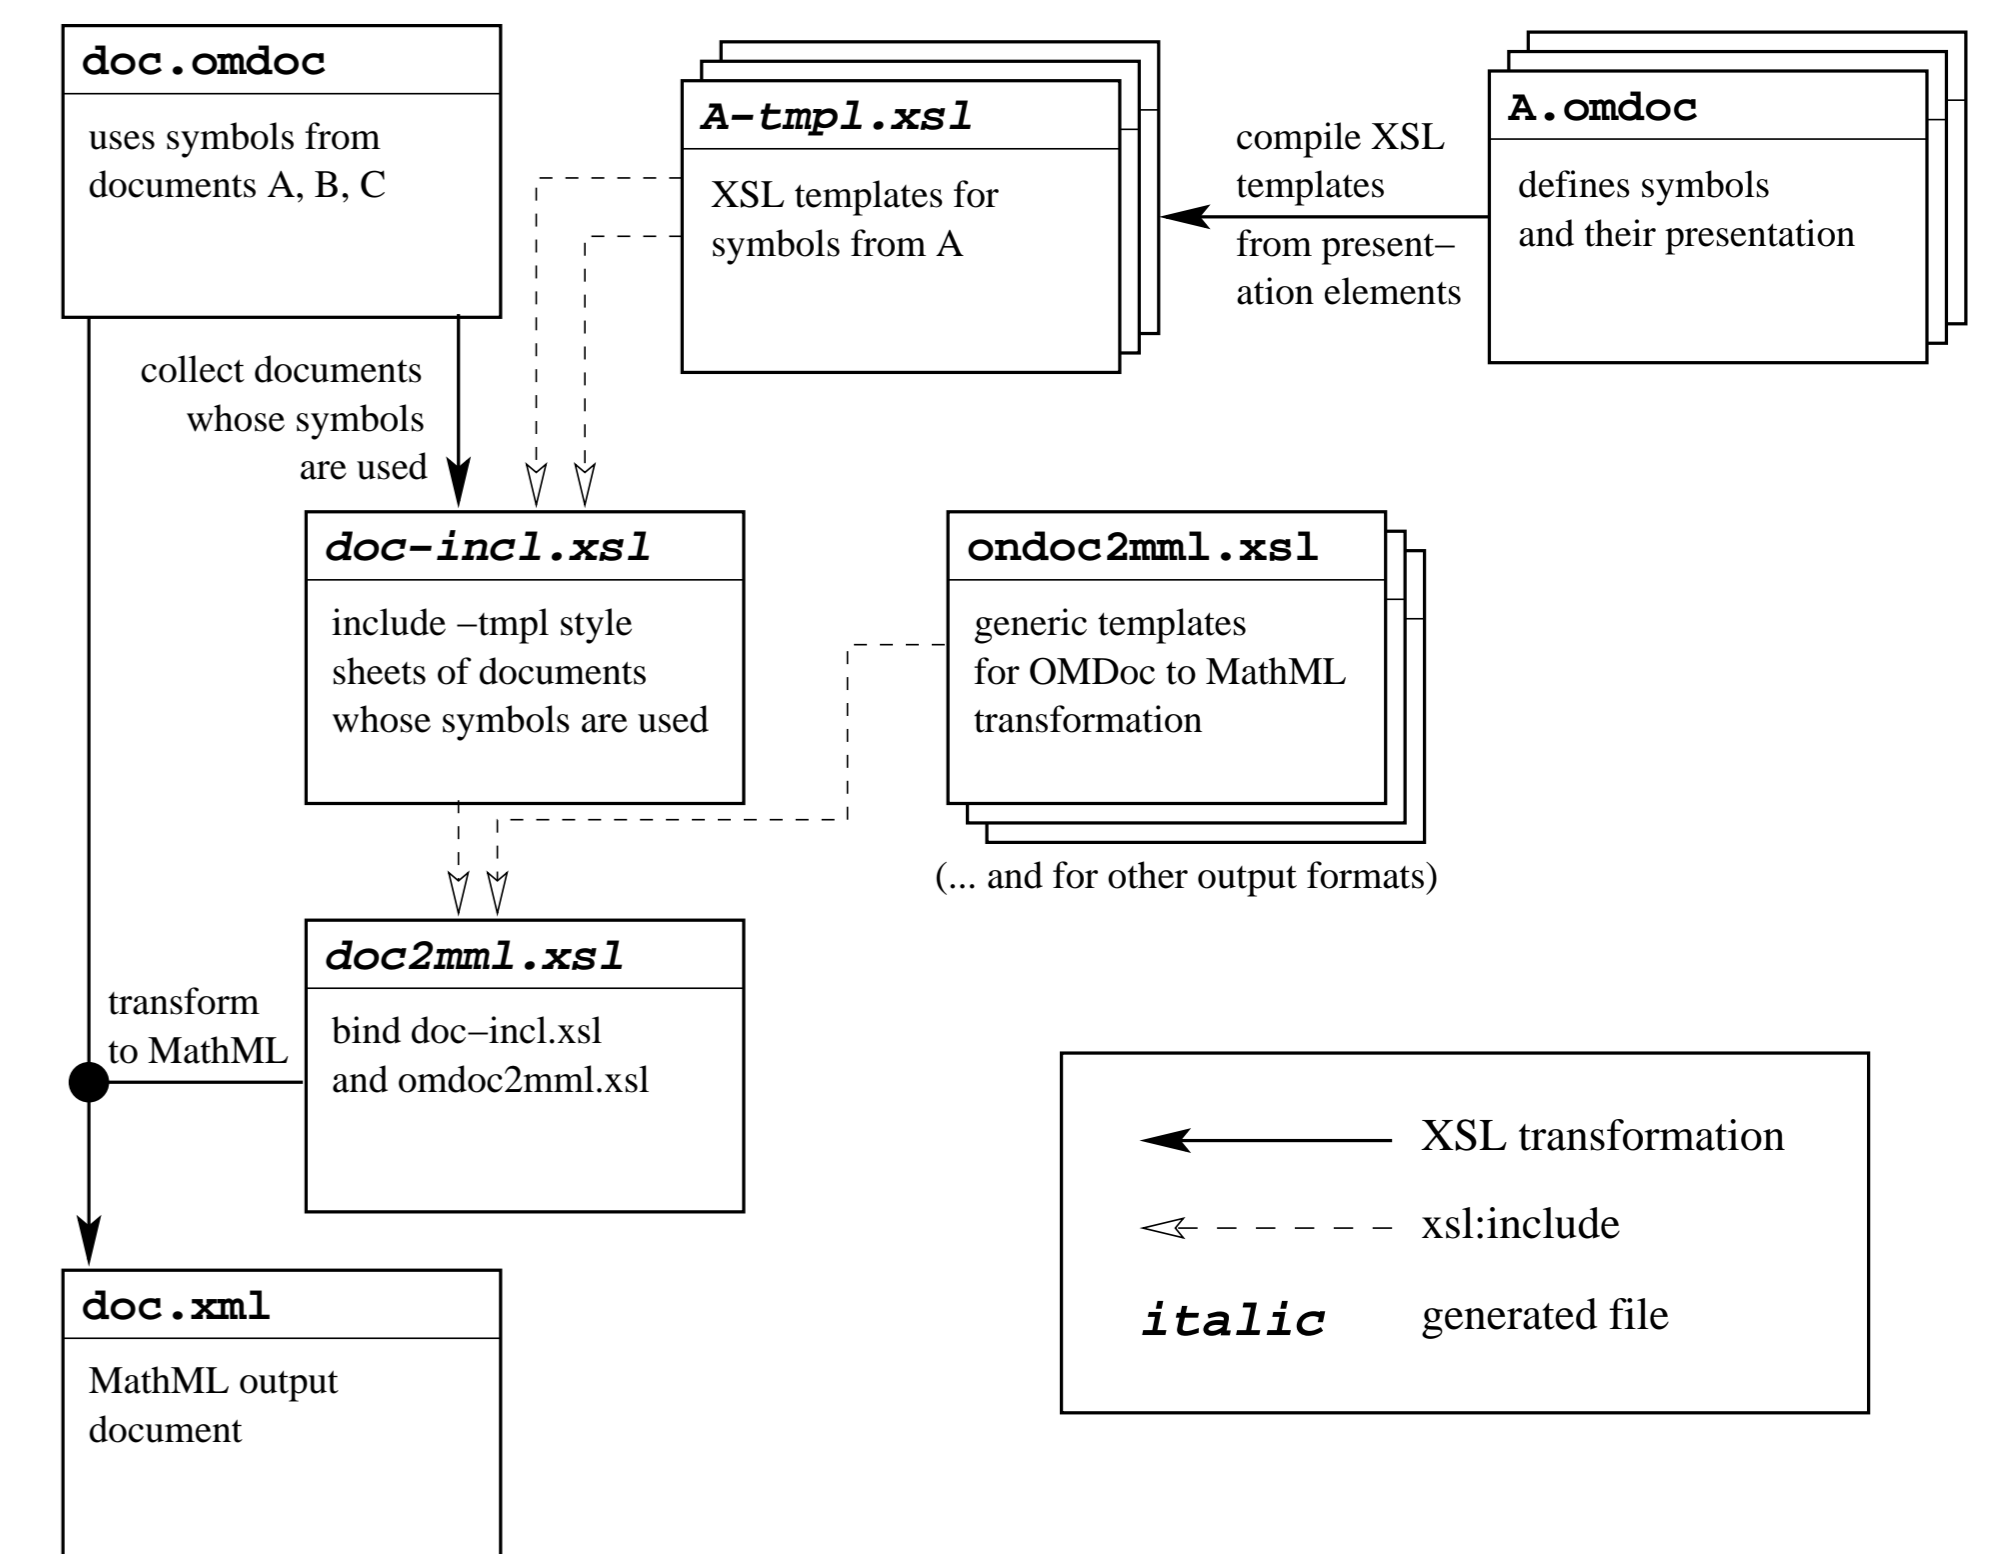 doc.omdoc
uses symbols from
documents A, B, C
A-tmpl.xsl
XSL templates for
symbols from A
compile XSL
templates
from present-
ation elements
A.omdoc
defines symbols
and their presentation
collect documents
whose symbols
are used
doc-incl.xsl
include -tmpl style
sheets of documents
whose symbols are used
ondoc2mml.xsl
generic templates
for OMDoc to MathML
transformation
(... and for other output formats)
doc2mml.xsl
bind doc-incl.xsl
and omdoc2mml.xsl
transform
to MathML
doc.xml
MathML output
document
XSL transformation
xsl:include
italic generated file